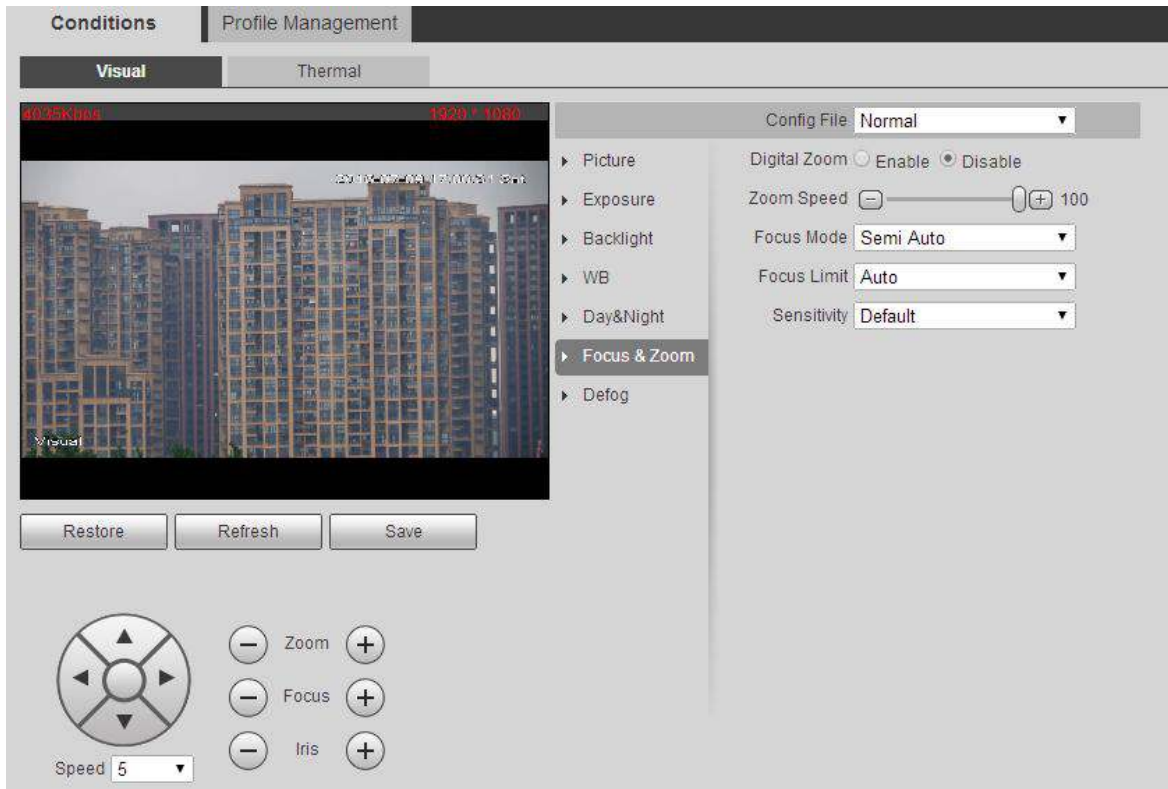 Conditions Profile Management
Visual Thermal
4035Kbps 1920 * 1080
Visual
Config File Normal
Picture
Exposure
Backlight
WB
Day&Night
Focus & Zoom
Defog
Digital Zoom Enable Disable
Zoom Speed 100
Focus Mode Semi Auto
Focus Limit Auto
Sensitivity Default
Restore Refresh Save
Zoom
Focus
Iris
Speed 5